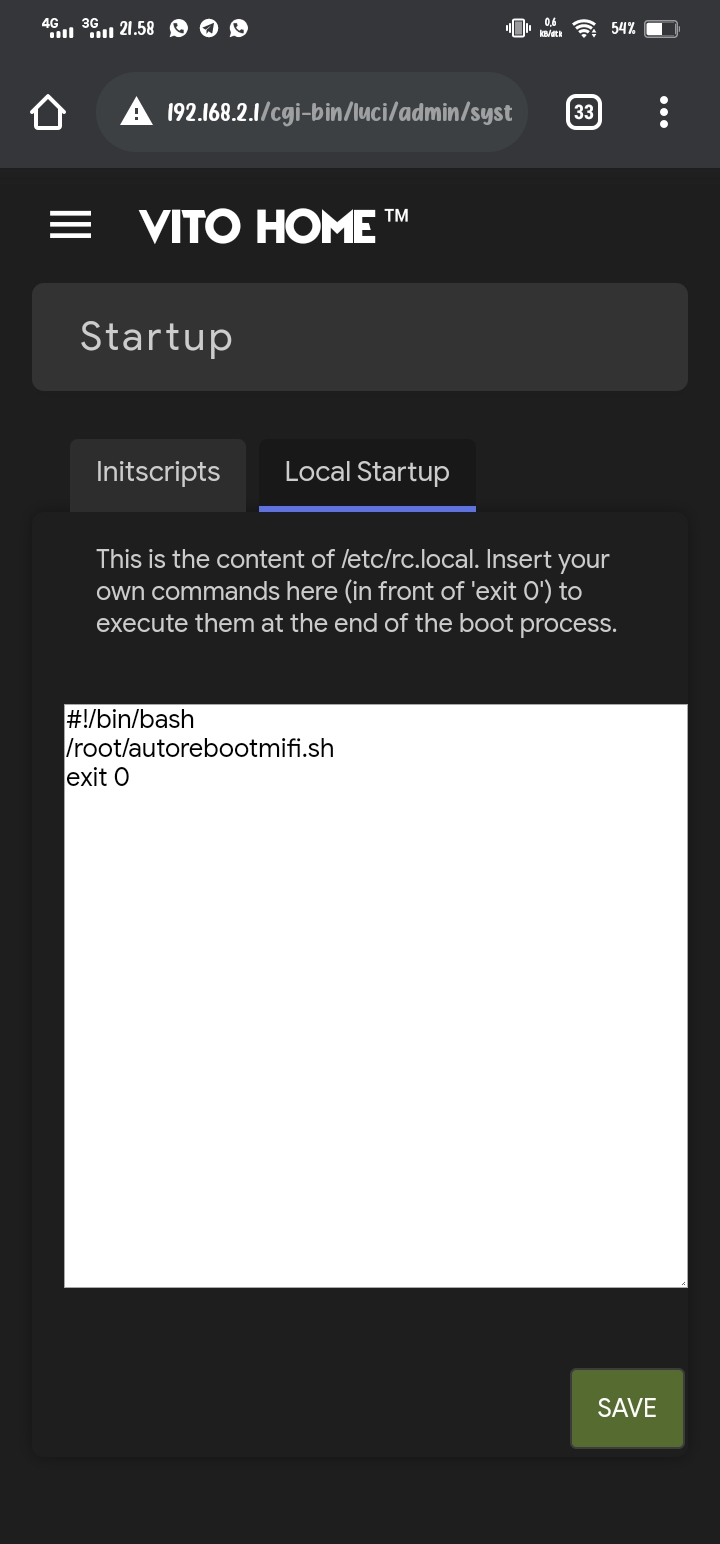 4G 3G 21.58 0,6 kB/dtk 54%
192.168.2.1/cgi-bin/luci/admin/syst 33
VITO HOME™
Startup
Initscripts Local Startup
This is the content of /etc/rc.local. Insert your
own commands here (in front of 'exit 0') to
execute them at the end of the boot process.
#!/bin/bash
/root/autorebootmifi.sh
exit 0
SAVE